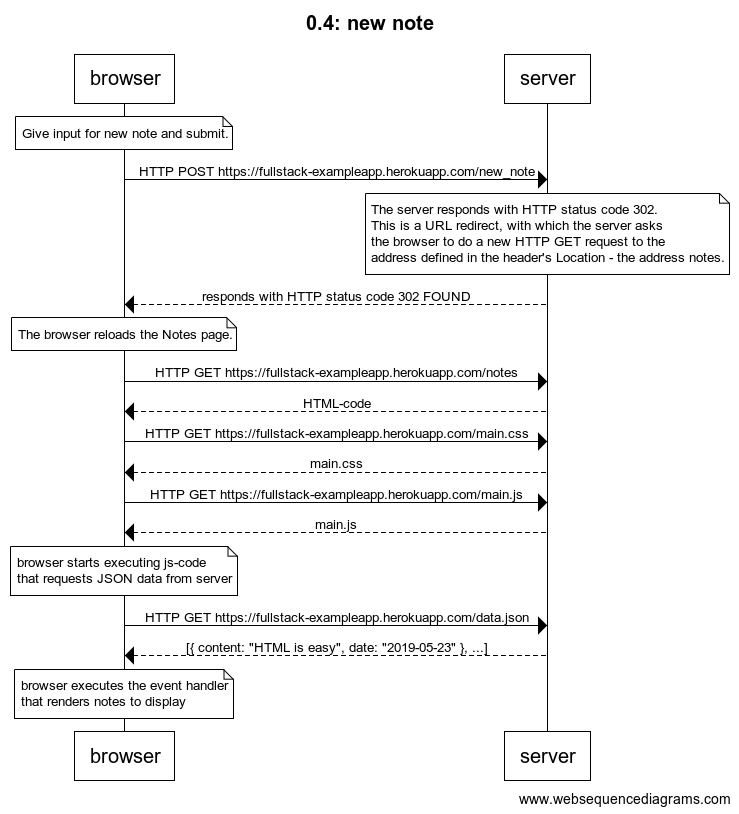 0.4: new note
browser
server
Give input for new note and submit.
HTTP POST https://fullstack-exampleapp.herokuapp.com/new_note
The server responds with HTTP status code 302.
This is a URL redirect, with which the server asks
the browser to do a new HTTP GET request to the
address defined in the header's Location - the address notes.
responds with HTTP status code 302 FOUND
The browser reloads the Notes page.
HTTP GET https://fullstack-exampleapp.herokuapp.com/notes
HTML-code
HTTP GET https://fullstack-exampleapp.herokuapp.com/main.css
main.css
HTTP GET https://fullstack-exampleapp.herokuapp.com/main.js
main.js
browser starts executing js-code
that requests JSON data from server
HTTP GET https://fullstack-exampleapp.herokuapp.com/data.json
[{ content: "HTML is easy", date: "2019-05-23" }, ...]
browser executes the event handler
that renders notes to display
browser
server
www.websequencediagrams.com